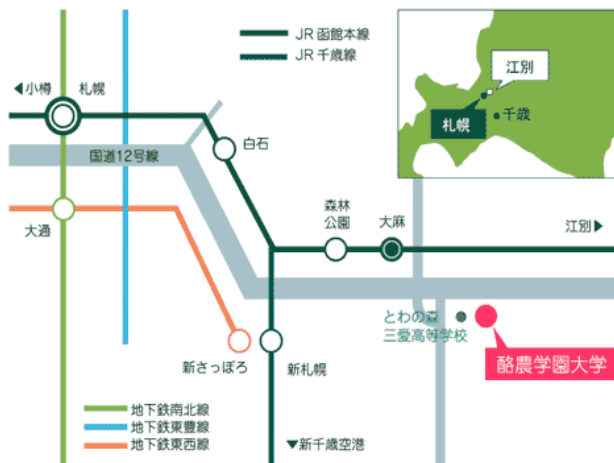 JR函館本線
JR千歳線
江別
札幌
千歳
◀小樽
札幌
国道12号線
白石
大通
森林
公園
大麻
江別▶
とわの森
三愛高等学校
酪農学園大学
新さっぽろ
新札幌
地下鉄南北線
地下鉄東豊線
地下鉄東西線
▼新千歳空港